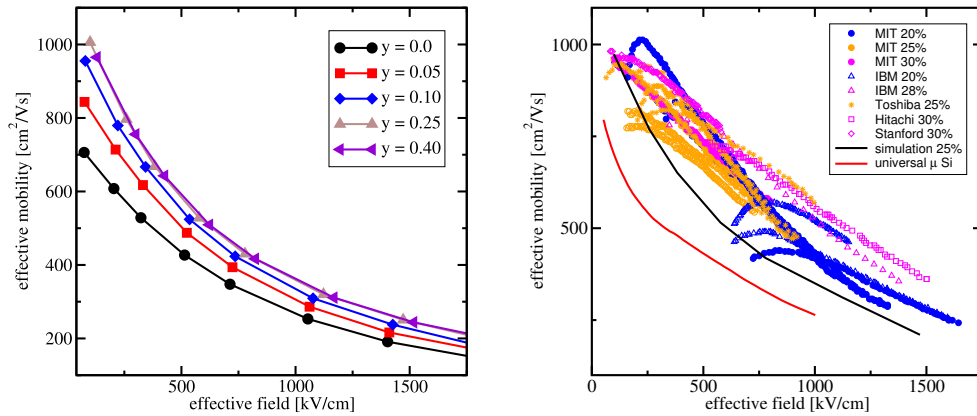 1000
800
600
400
200
effective mobility [cm²/Vs]
500
1000
1500
effective field [kV/cm]
y = 0.0
y = 0.05
y = 0.10
y = 0.25
y = 0.40
1000
500
effective mobility [cm²/Vs]
0
500
1000
1500
effective field [kV/cm]
MIT 20%
MIT 25%
MIT 30%
IBM 20%
IBM 28%
Toshiba 25%
Hitachi 30%
Stanford 30%
simulation 25%
universal μ Si